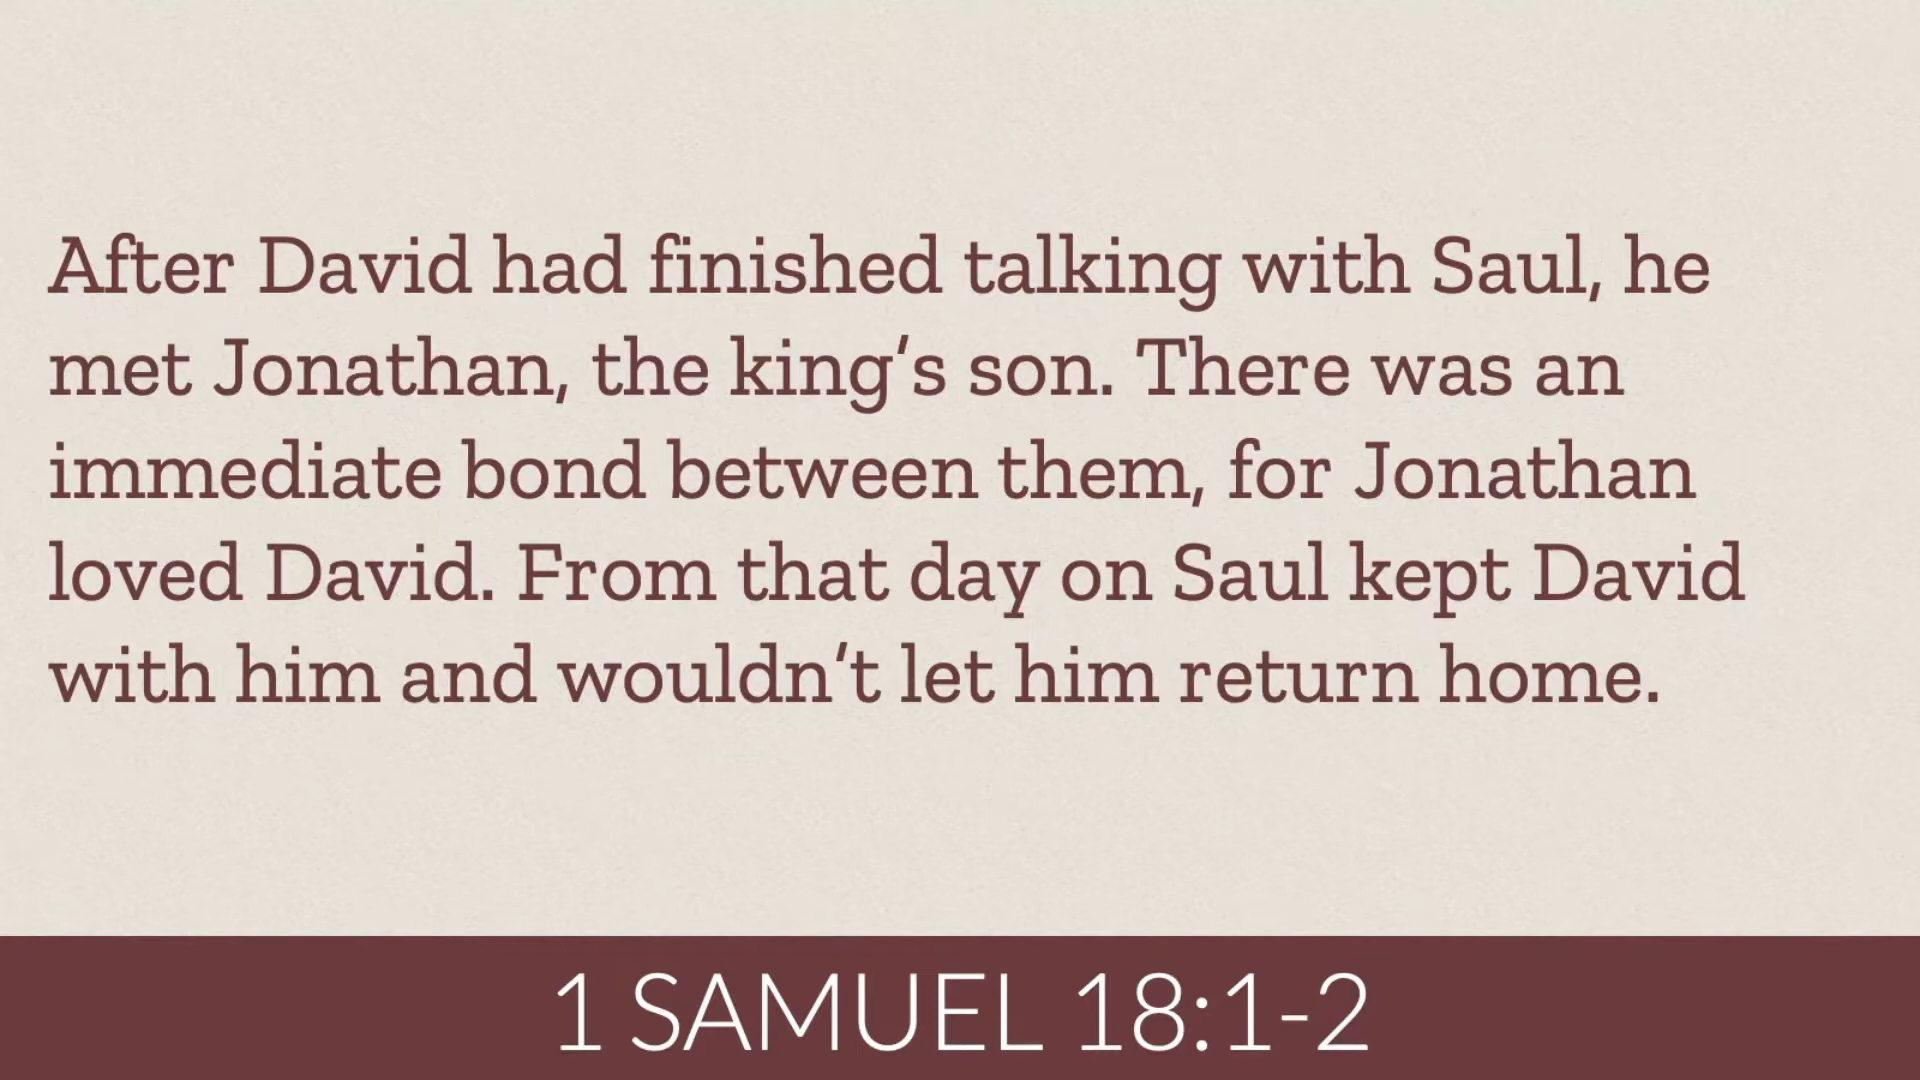 After David had finished talking with Saul, he
met Jonathan, the king’s son. There was an
immediate bond between them, for Jonathan
loved David. From that day on Saul kept David
with him and wouldn’t let him return home.
1 SAMUEL 18:1-2